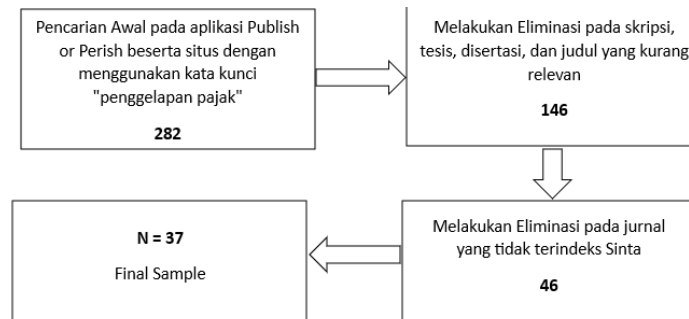 Pencarian Awal pada aplikasi Publish
or Perish beserta situs dengan
menggunakan kata kunci
"penggelapan pajak"
282
Melakukan Eliminasi pada skripsi,
tesis, disertasi, dan judul yang kurang
relevan
146
Melakukan Eliminasi pada jurnal
yang tidak terindeks Sinta
46
N = 37
Final Sample